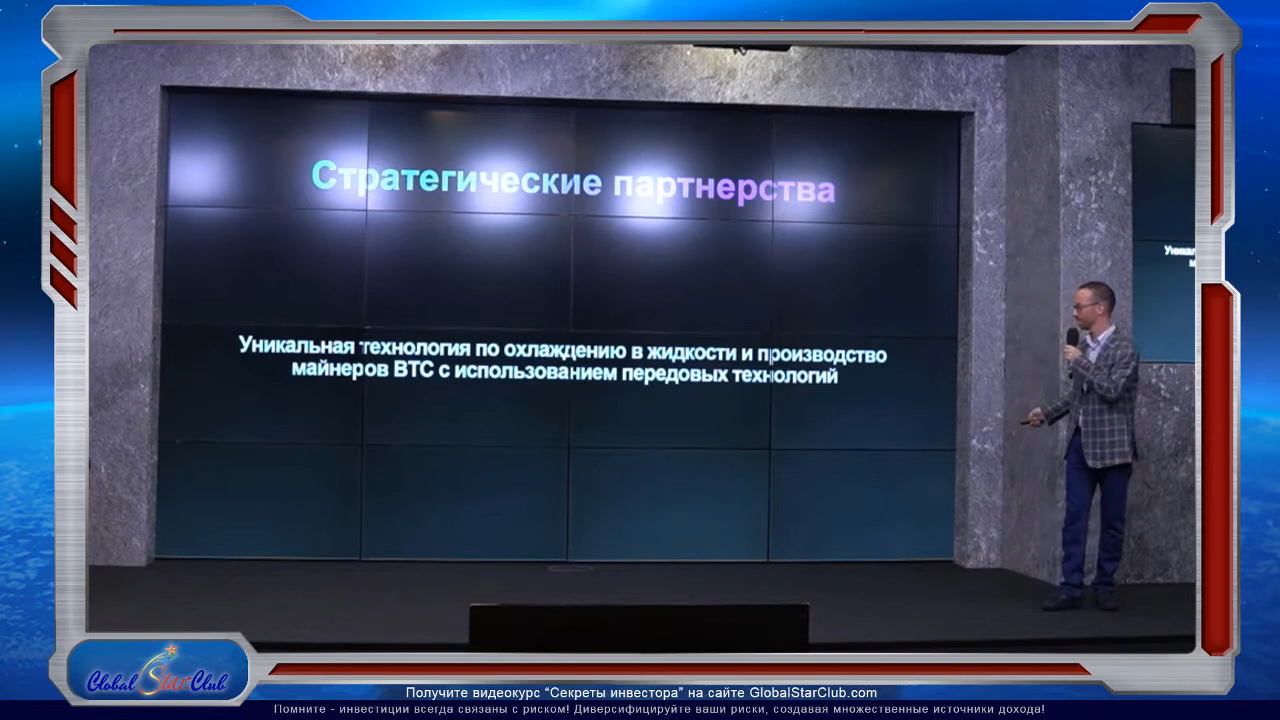 Стратегические партнерства
Уникальная технология по охлаждению в жидкости и производство
майнеров BTC с использованием передовых технологий
Global Star Club
Получите видеокурс “Секреты инвестора” на сайте GlobalStarClub.com
Помните - инвестиции всегда связаны с риском! Диверсифицируйте ваши риски, создавая множественные источники дохода!